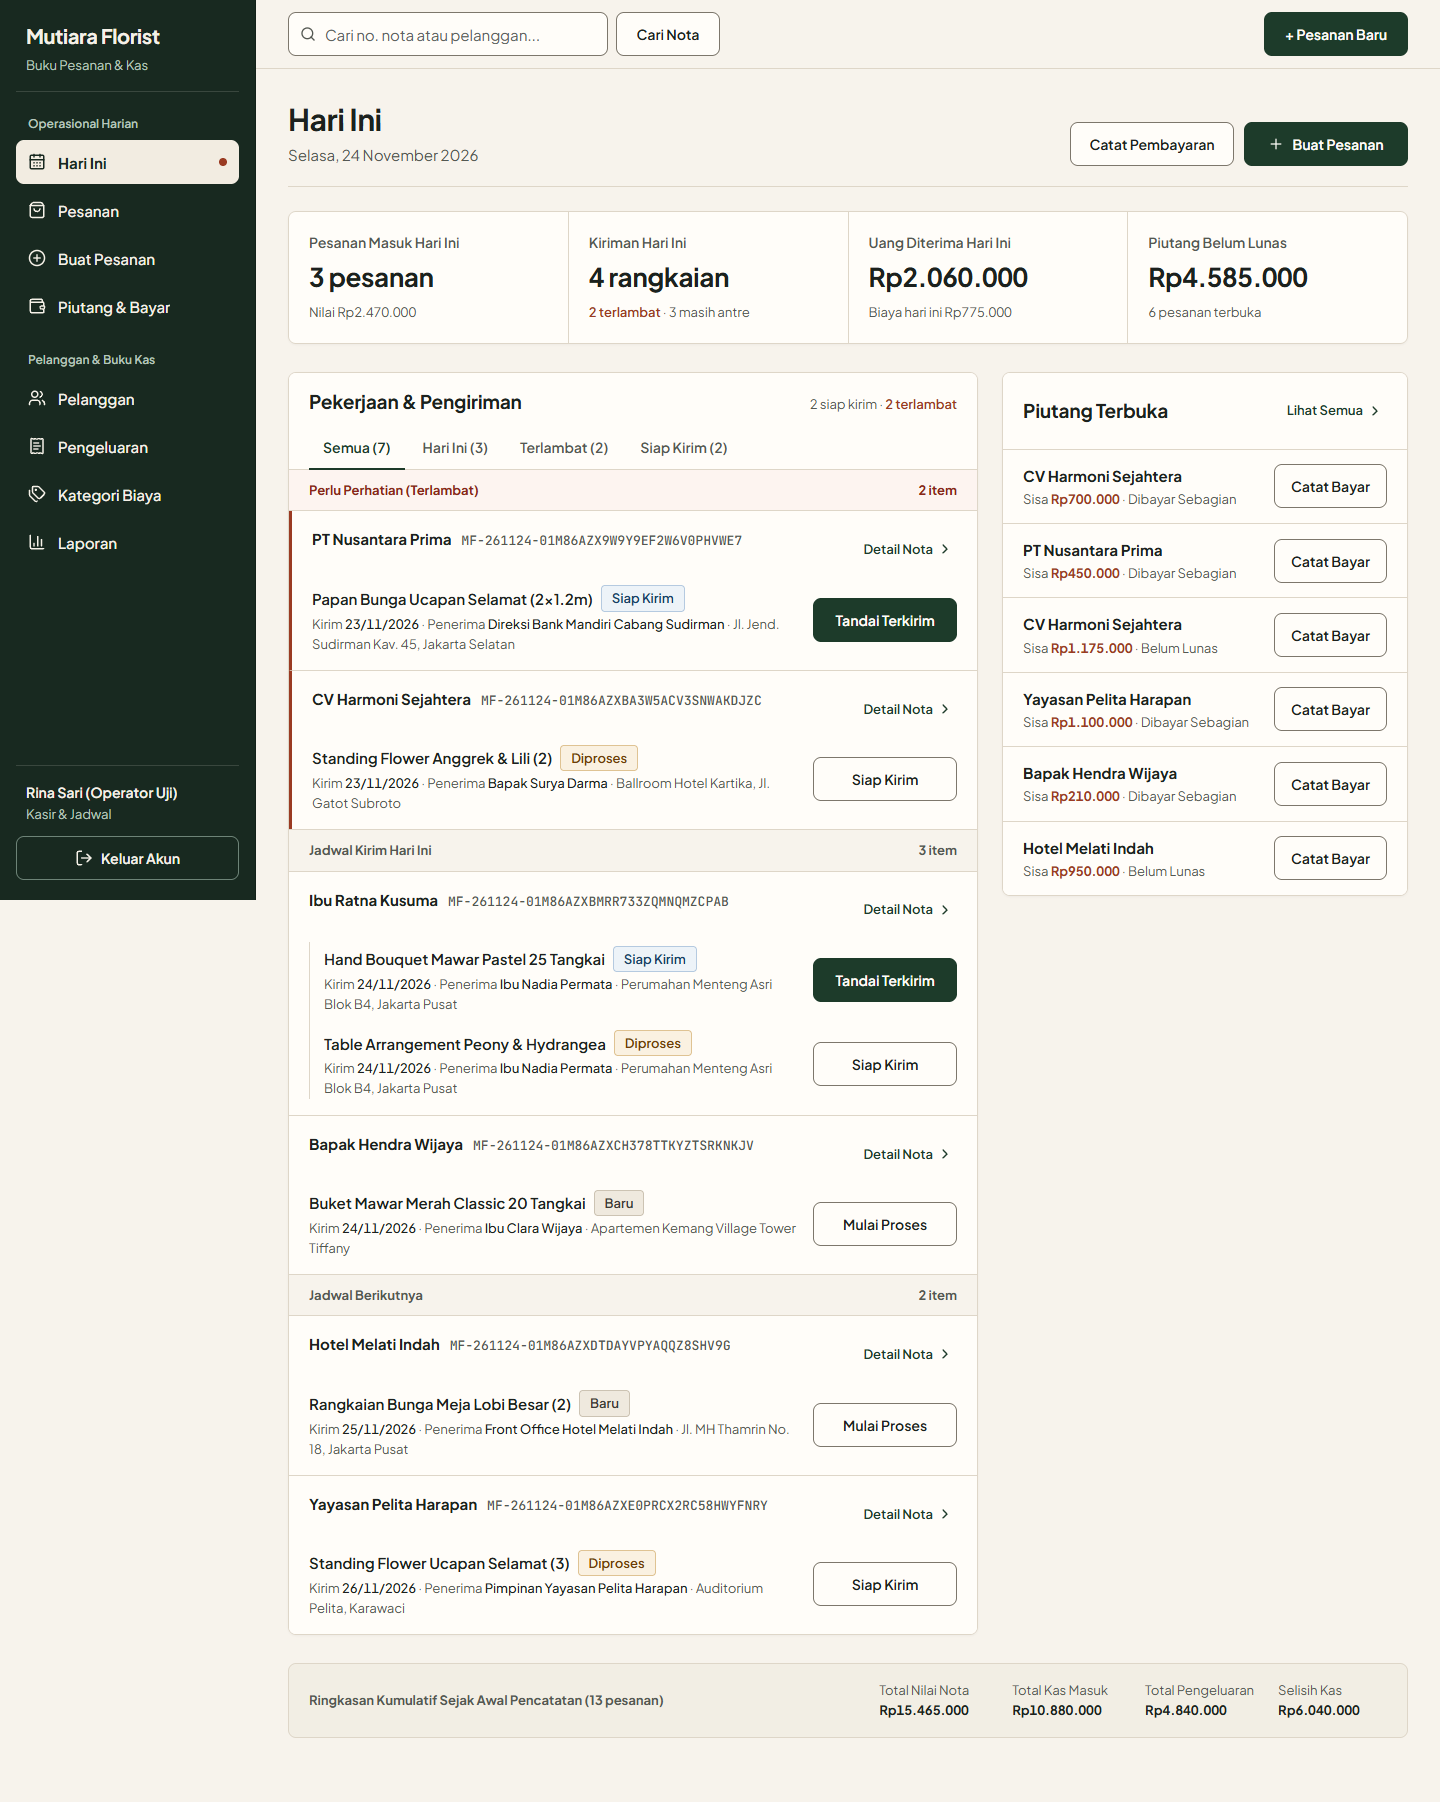 Mutiara Florist
Buku Pesanan & Kas
Operasional Harian
Hari Ini
Pesanan
Buat Pesanan
Piutang & Bayar
Pelanggan & Buku Kas
Pelanggan
Pengeluaran
Kategori Biaya
Laporan
Rina Sari (Operator Uji)
Kasir & Jadwal
Keluar Akun
Cari no. nota atau pelanggan...
Cari Nota
+ Pesanan Baru
Hari Ini
Selasa, 24 November 2026
Catat Pembayaran
Buat Pesanan
Pesanan Masuk Hari Ini
3 pesanan
Nilai Rp2.470.000
Kiriman Hari Ini
4 rangkaian
2 terlambat · 3 masih antre
Uang Diterima Hari Ini
Rp2.060.000
Biaya hari ini Rp775.000
Piutang Belum Lunas
Rp4.585.000
6 pesanan terbuka
Pekerjaan & Pengiriman
2 siap kirim · 2 terlambat
Semua (7) Hari Ini (3) Terlambat (2) Siap Kirim (2)
Perlu Perhatian (Terlambat) 2 item
PT Nusantara Prima MF-261124-01M86AZX9W9Y9EF2W6V0PHVWE7
Detail Nota
Papan Bunga Ucapan Selamat (2×1.2m) Siap Kirim
Kirim 23/11/2026 · Penerima Direksi Bank Mandiri Cabang Sudirman · Jl. Jend.
Sudirman Kav. 45, Jakarta Selatan
Tandai Terkirim
CV Harmoni Sejahtera MF-261124-01M86AZXBA3W5ACV3SNWAKDJZC
Detail Nota
Standing Flower Anggrek & Lili (2) Diproses
Kirim 23/11/2026 · Penerima Bapak Surya Darma · Ballroom Hotel Kartika, Jl.
Gatot Subroto
Siap Kirim
Jadwal Kirim Hari Ini 3 item
Ibu Ratna Kusuma MF-261124-01M86AZXBMRR733ZQMNQMZCPAB
Detail Nota
Hand Bouquet Mawar Pastel 25 Tangkai Siap Kirim
Kirim 24/11/2026 · Penerima Ibu Nadia Permata · Perumahan Menteng Asri
Blok B4, Jakarta Pusat
Tandai Terkirim
Table Arrangement Peony & Hydrangea Diproses
Kirim 24/11/2026 · Penerima Ibu Nadia Permata · Perumahan Menteng Asri
Blok B4, Jakarta Pusat
Siap Kirim
Bapak Hendra Wijaya MF-261124-01M86AZXCH378TTKYZTSRKNKJV
Detail Nota
Buket Mawar Merah Classic 20 Tangkai Baru
Kirim 24/11/2026 · Penerima Ibu Clara Wijaya · Apartemen Kemang Village Tower
Tiffany
Mulai Proses
Jadwal Berikutnya 2 item
Hotel Melati Indah MF-261124-01M86AZXDTDAYVPYAQQZ8SHV9G
Detail Nota
Rangkaian Bunga Meja Lobi Besar (2) Baru
Kirim 25/11/2026 · Penerima Front Office Hotel Melati Indah · Jl. MH Thamrin No.
18, Jakarta Pusat
Mulai Proses
Yayasan Pelita Harapan MF-261124-01M86AZXE0PRCX2RC58HWYFNRY
Detail Nota
Standing Flower Ucapan Selamat (3) Diproses
Kirim 26/11/2026 · Penerima Pimpinan Yayasan Pelita Harapan · Auditorium
Pelita, Karawaci
Siap Kirim
Piutang Terbuka
Lihat Semua
CV Harmoni Sejahtera
Sisa Rp700.000 · Dibayar Sebagian
Catat Bayar
PT Nusantara Prima
Sisa Rp450.000 · Dibayar Sebagian
Catat Bayar
CV Harmoni Sejahtera
Sisa Rp1.175.000 · Belum Lunas
Catat Bayar
Yayasan Pelita Harapan
Sisa Rp1.100.000 · Dibayar Sebagian
Catat Bayar
Bapak Hendra Wijaya
Sisa Rp210.000 · Dibayar Sebagian
Catat Bayar
Hotel Melati Indah
Sisa Rp950.000 · Belum Lunas
Catat Bayar
Ringkasan Kumulatif Sejak Awal Pencatatan (13 pesanan)
Total Nilai Nota
Rp15.465.000
Total Kas Masuk
Rp10.880.000
Total Pengeluaran
Rp4.840.000
Selisih Kas
Rp6.040.000